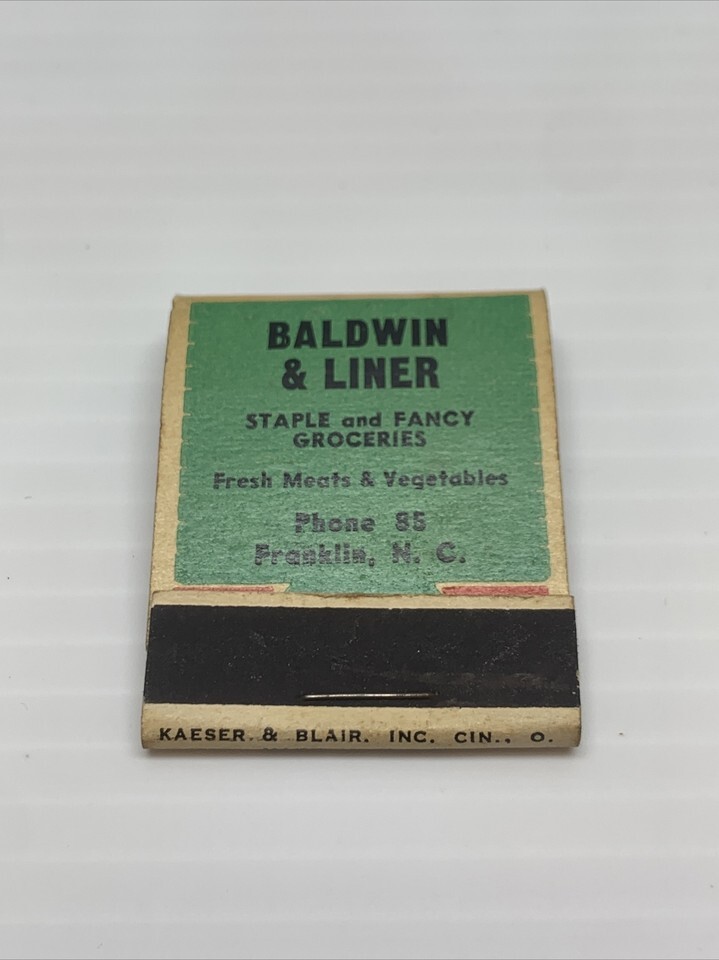 BALDWIN
& LINER
STAPLE and FANCY
GROCERIES
Fresh Meats & Vegetables
Phone 85
Franklin, N. C.
KAESER & BLAIR, INC. CIN., O.